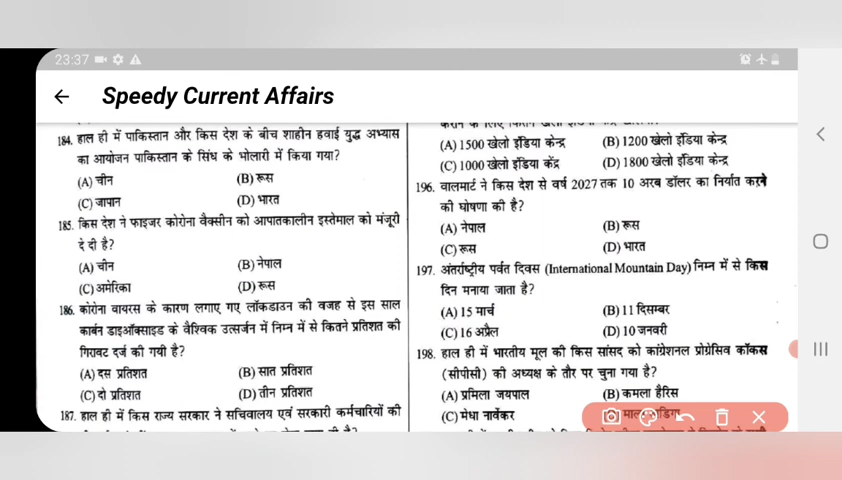 23:37
Speedy Current Affairs
184. हाल ही में पाकिस्तान और किस देश के बीच शाहीन हवाई युद्ध अभ्यास
का आयोजन पाकिस्तान के सिंध के भोलारी में किया गया?
(A) चीन (B) रूस
(C) जापान (D) भारत
185. किस देश ने फाइजर कोरोना वैक्सीन को आपातकालीन इस्तेमाल को मंजूरी
दे दी है?
(A) चीन (B) नेपाल
(C) अमेरिका (D) रूस
186. कोरोना वायरस के कारण लगाए गए लॉकडाउन की वजह से इस साल
कार्बन डाइऑक्साइड के वैश्विक उत्सर्जन में निम्न में से कितने प्रतिशत की
गिरावट दर्ज की गयी है?
(A) दस प्रतिशत (B) सात प्रतिशत
(C) दो प्रतिशत (D) तीन प्रतिशत
187. हाल ही में किस राज्य सरकार ने सचिवालय एवं सरकारी कर्मचारियों की
(A) 1500 खेलो इंडिया केन्द्र (B) 1200 खेलो इंडिया केन्द्र
(C) 1000 खेलो इंडिया केंद्र (D) 1800 खेलो इंडिया केन्द्र
196. वालमार्ट ने किस देश से वर्ष 2027 तक 10 अरब डॉलर का निर्यात करने
की घोषणा की है?
(A) नेपाल (B) रूस
(C) रूस (D) भारत
197. अंतर्राष्ट्रीय पर्वत दिवस (International Mountain Day) निम्न में से किस
दिन मनाया जाता है?
(A) 15 मार्च (B) 11 दिसम्बर
(C) 16 अप्रैल (D) 10 जनवरी
198. हाल ही में भारतीय मूल की किस सांसद को कांग्रेशनल प्रोग्रेसिव कॉकस
(सीपीसी) की अध्यक्ष के तौर पर चुना गया है?
(A) प्रमिला जयपाल (B) कमला हैरिस
(C) मेधा नार्वेकर